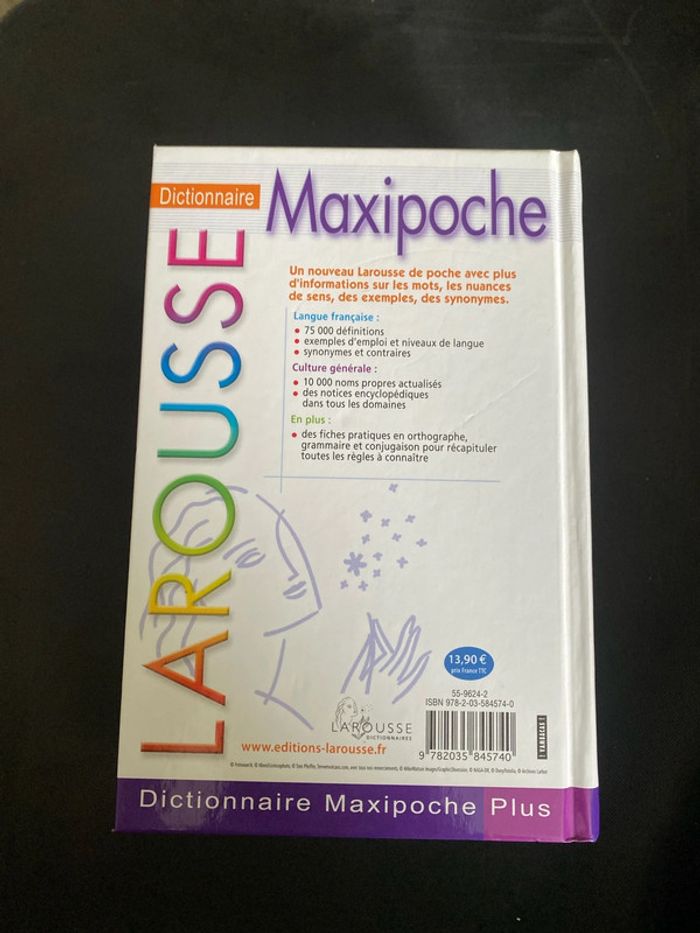 Dictionnaire
Maxipoche
LAROUSSE
Un nouveau Larousse de poche avec plus
d'informations sur les mots, les nuances
de sens, des exemples, des synonymes.
Langue française :
• 75 000 définitions
• exemples d'emploi et niveaux de langue
• synonymes et contraires
Culture générale :
• 10 000 noms propres actualisés
• des notices encyclopédiques
dans tous les domaines
En plus :
• des fiches pratiques en orthographe,
grammaire et conjugaison pour récapituler
toutes les règles à connaître
13,90 €
prix France TTC
55-9624-2
ISBN 978-2-03-584574-0
LAROUSSE
DICTIONNAIRES
www.editions-larousse.fr
9 782035 845740
Dictionnaire Maxipoche Plus